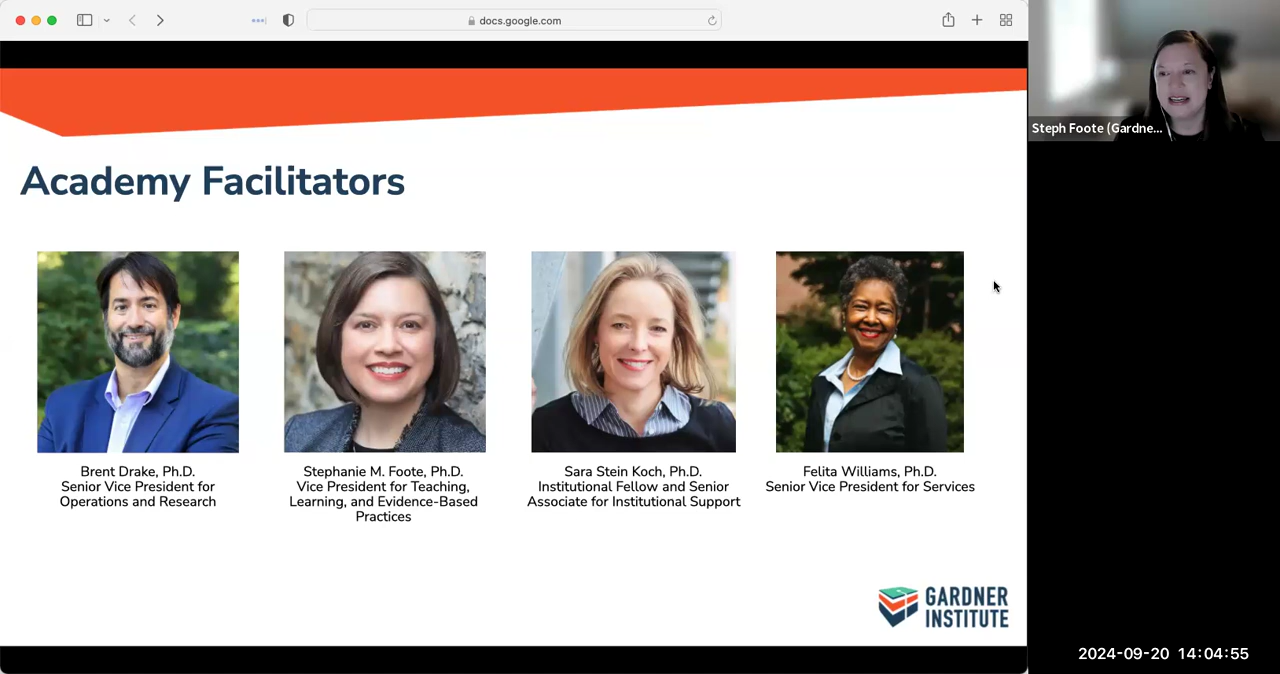 docs.google.com
Steph Foote (Gardne...
Academy Facilitators
Brent Drake, Ph.D.
Senior Vice President for
Operations and Research
Stephanie M. Foote, Ph.D.
Vice President for Teaching,
Learning, and Evidence-Based
Practices
Sara Stein Koch, Ph.D.
Institutional Fellow and Senior
Associate for Institutional Support
Felita Williams, Ph.D.
Senior Vice President for Services
GARDNER
INSTITUTE
2024-09-20 14:04:55